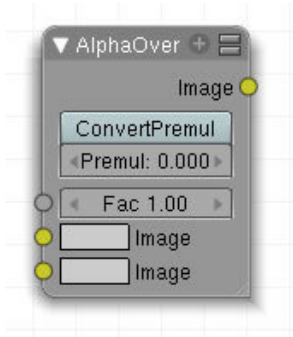 AlphaOver
Image
ConvertPremul
Premul: 0.000
Fac 1.00
Image
Image